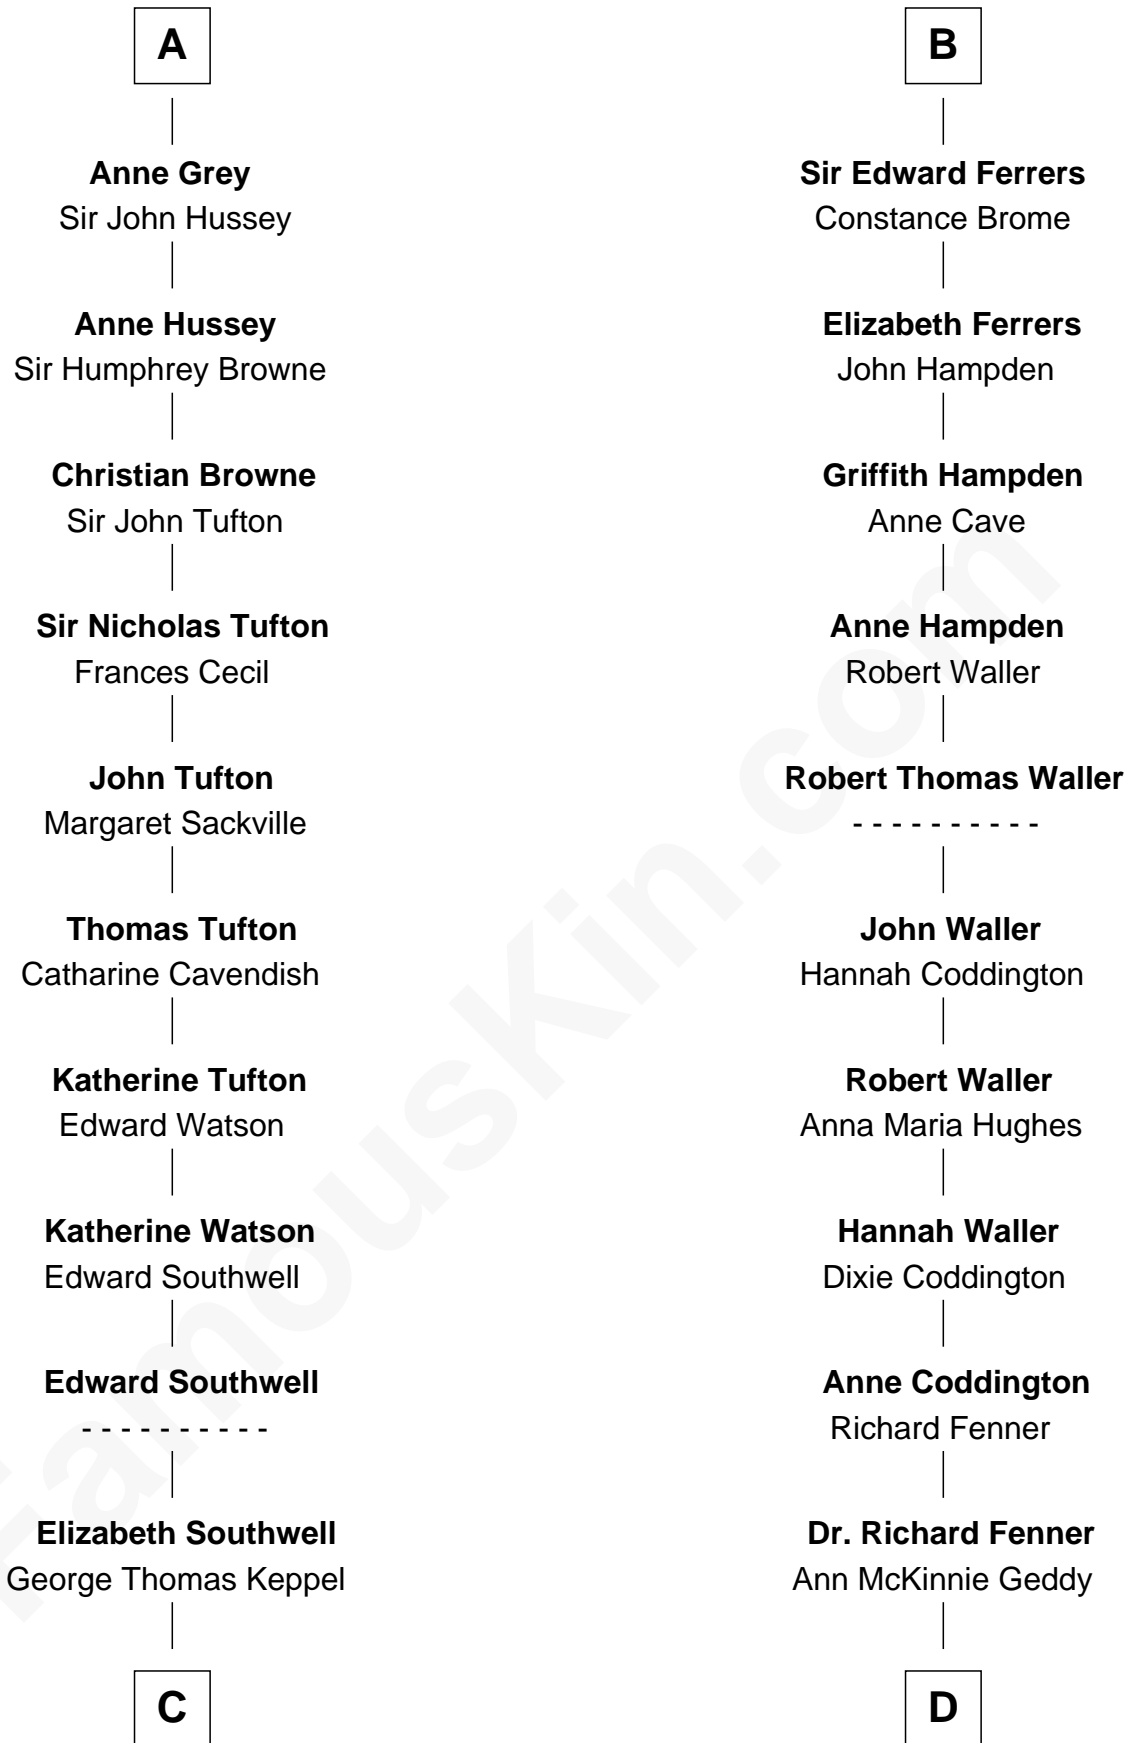 A
Anne Grey
Sir John Hussey
Anne Hussey
Sir Humphrey Browne
Christian Browne
Sir John Tufton
Sir Nicholas Tufton
Frances Cecil
John Tufton
Margaret Sackville
Thomas Tufton
Catharine Cavendish
Katherine Tufton
Edward Watson
Katherine Watson
Edward Southwell
Edward Southwell
- - - - - - - - - -
Elizabeth Southwell
George Thomas Keppel
C
B
Sir Edward Ferrers
Constance Brome
Elizabeth Ferrers
John Hampden
Griffith Hampden
Anne Cave
Anne Hampden
Robert Waller
Robert Thomas Waller
- - - - - - - - - -
John Waller
Hannah Coddington
Robert Waller
Anna Maria Hughes
Hannah Waller
Dixie Coddington
Anne Coddington
Richard Fenner
Dr. Richard Fenner
Ann McKinnie Geddy
D
FamousKin.com